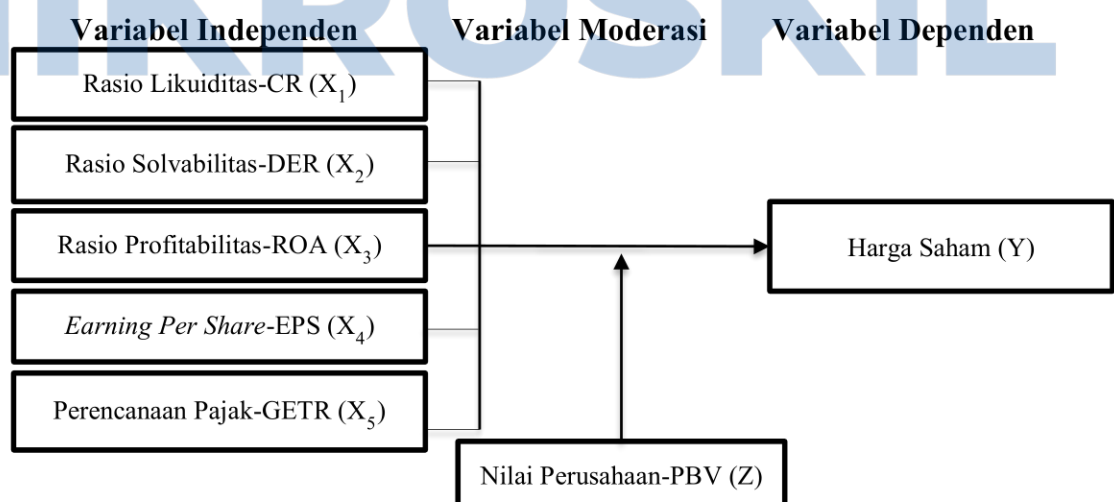 MIKROSKIL
Variabel Independen Variabel Moderasi Variabel Dependen
Rasio Likuiditas-CR (X₁)
Rasio Solvabilitas-DER (X₂)
Rasio Profitabilitas-ROA (X₃)
Harga Saham (Y)
Earning Per Share-EPS (X₄)
Perencanaan Pajak-GETR (X₅)
Nilai Perusahaan-PBV (Z)